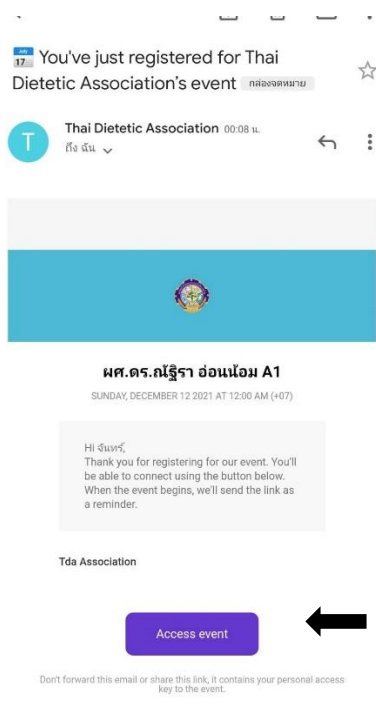 You've just registered for Thai
Dietetic Association's event กล่องจดหมาย
T
Thai Dietetic Association 00:08 น.
ถึง ฉัน
ผศ.ดร.ณัฐิรา อ่อนน้อม A1
SUNDAY, DECEMBER 12 2021 AT 12:00 AM (+07)
Hi จันทร์,
Thank you for registering for our event. You'll
be able to connect using the button below.
When the event begins, we'll send the link as
a reminder.
Tda Association
Access event
Don't forward this email or share this link, it contains your personal access
key to the event.